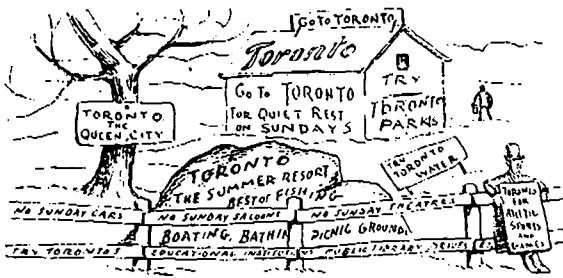 GO TO TORONTO
Toronto
GO TO TORONTO
FOR QUIET REST
ON SUNDAYS
TRY
TORONTO
PARKS
TORONTO
THE
QUEEN CITY
TORONTO
THE SUMMER RESORT
BEST OF FISHING
TRY
TORONTO
WATER
TORONTO
FOR
ATHLETIC
SPORTS
AND
GAMES
NO SUNDAY CARS
NO SUNDAY SALOONS
NO SUNDAY THEATRES
BOATING, BATHIN
PICNIC GROUND
TRY TORONTOS
EDUCATIONAL INSTITUTIONS
PUBLIC LIBRARY